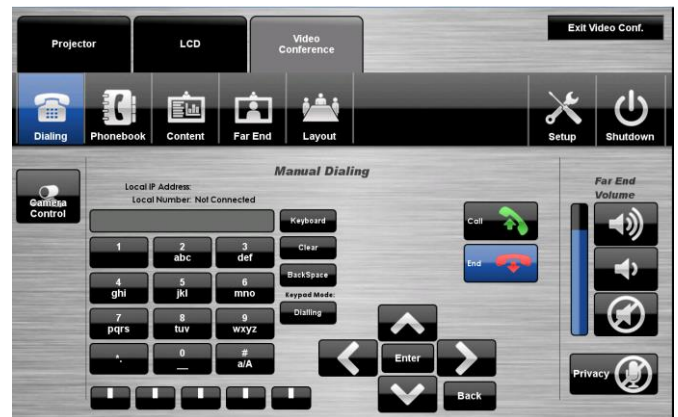 Projector
LCD
Video
Conference
Exit Video Conf.
Dialing
Phonebook
Content
Far End
Layout
Setup
Shutdown
Camera
Control
Manual Dialing
Local IP Address:
Local Number: Not Connected
Keyboard
1
2
abc
3
def
Clear
4
ghi
5
jkl
6
mno
BackSpace
Keypad Mode:
7
pqrs
8
tuv
9
wxyz
Dialling
*.
0
__
#
a/A
Call
End
Enter
Back
Far End
Volume
Privacy